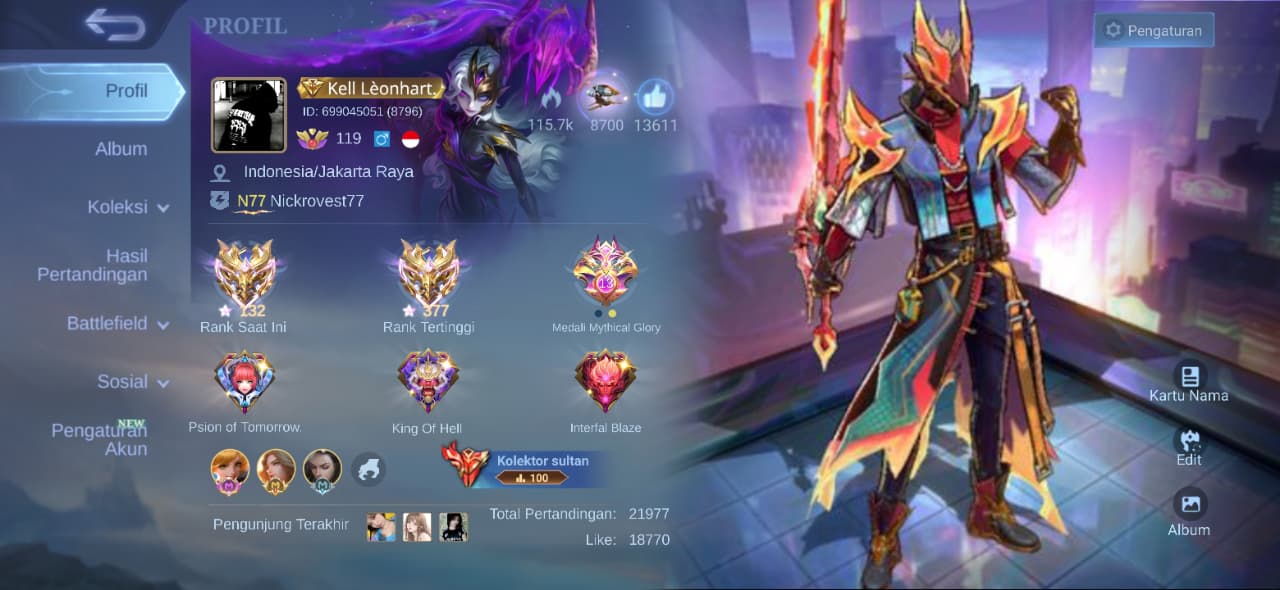 PROFIL
Pengaturan
Profil
Kell Lèonhart.
ID: 699045051 (8796)
119
115.7k
8700
13611
Album
Indonesia/Jakarta Raya
Koleksi
N77 Nickrovest77
Hasil
Pertandingan
132
377
13
Rank Saat Ini
Rank Tertinggi
Medali Mythical Glory
Battlefield
Sosial
NEW
Pengaturan
Akun
Psion of Tomorrow.
King Of Hell
Interfal Blaze
Kartu Nama
Edit
Album
Kolektor sultan
100
Pengunjung Terakhir
Total Pertandingan: 21977
Like: 18770